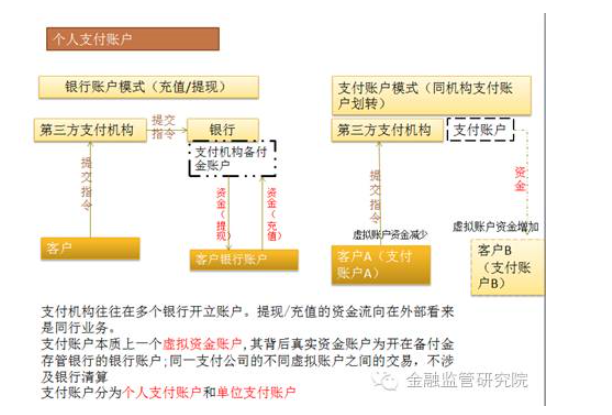 个人支付账户
银行账户模式（充值/提现）
第三方支付机构
提交
指令
银行
支付机构备付
金账户
提交指令
资金（提现）
资金（充值）
客户
客户银行账户
支付账户模式（同机构支付账
户划转）
第三方支付机构
支付账户
提交指令
资金
虚拟账户资金减少
虚拟账户资金增加
客户A（支付
账户A）
客户B
（支付账
户B）
支付机构往往在多个银行开立账户。提现/充值的资金流向在外部看来
是同行业务。
支付账户本质上一个虚拟资金账户,其背后真实资金账户为开在备付金
存管银行的银行账户;同一支付公司的不同虚拟账户之间的交易，不涉
及银行清算
支付账户分为个人支付账户和单位支付账户
金融监管研究院